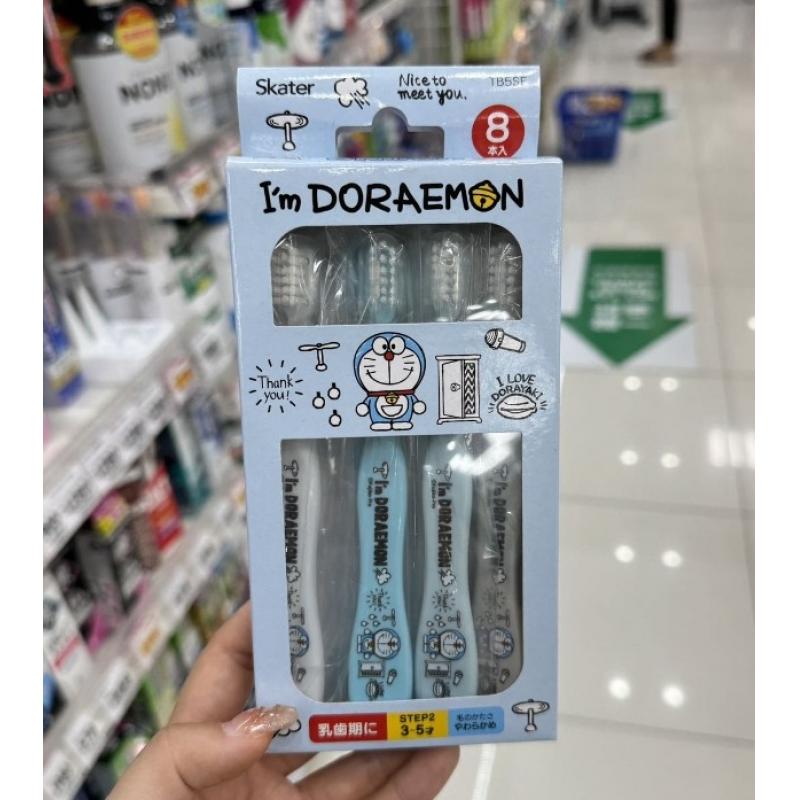 Skater
Nice to
meet you.
TB5SF
8
本入
I'm DORAEMON
Thank
you!
I LOVE
DORAYAKI
I'm DORAEMON
I'm DORAEMON
I'm DORAEMON
I'm DORAEMON
乳歯期に
STEP2
3-5才
毛のかたさ
やわらかめ